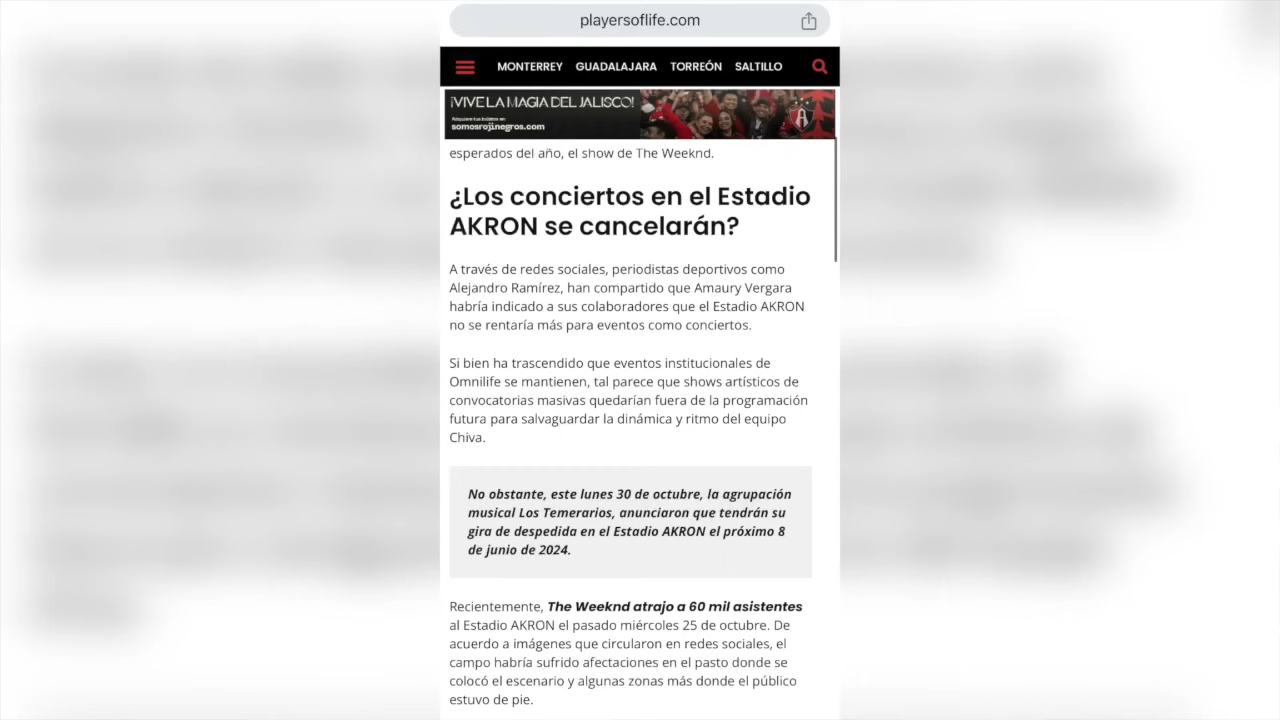 playersoflife.com
MONTERREY GUADALAJARA TORREÓN SALTILLO
¡VIVE LA MAGIA DEL JALISCO!
Adquiere tus boletos en
somosrojinegros.com
A
esperados del año, el show de The Weeknd.
¿Los conciertos en el Estadio
AKRON se cancelarán?
A través de redes sociales, periodistas deportivos como
Alejandro Ramírez, han compartido que Amaury Vergara
habría indicado a sus colaboradores que el Estadio AKRON
no se rentaría más para eventos como conciertos.
Si bien ha trascendido que eventos institucionales de
Omnilife se mantienen, tal parece que shows artísticos de
convocatorias masivas quedarían fuera de la programación
futura para salvaguardar la dinámica y ritmo del equipo
Chiva.
No obstante, este lunes 30 de octubre, la agrupación
musical Los Temerarios, anunciaron que tendrán su
gira de despedida en el Estadio AKRON el próximo 8
de junio de 2024.
Recientemente, The Weeknd atrajo a 60 mil asistentes
al Estadio AKRON el pasado miércoles 25 de octubre. De
acuerdo a imágenes que circularon en redes sociales, el
campo habría sufrido afectaciones en el pasto donde se
colocó el escenario y algunas zonas más donde el público
estuvo de pie.